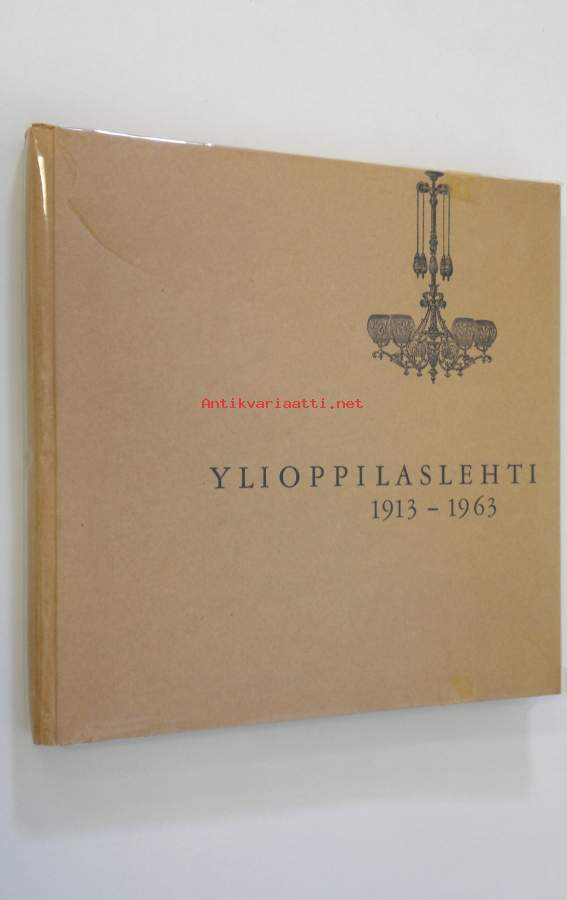 Antikvariaatti.net
YLIOPPILASLEHTI
1913 – 1963